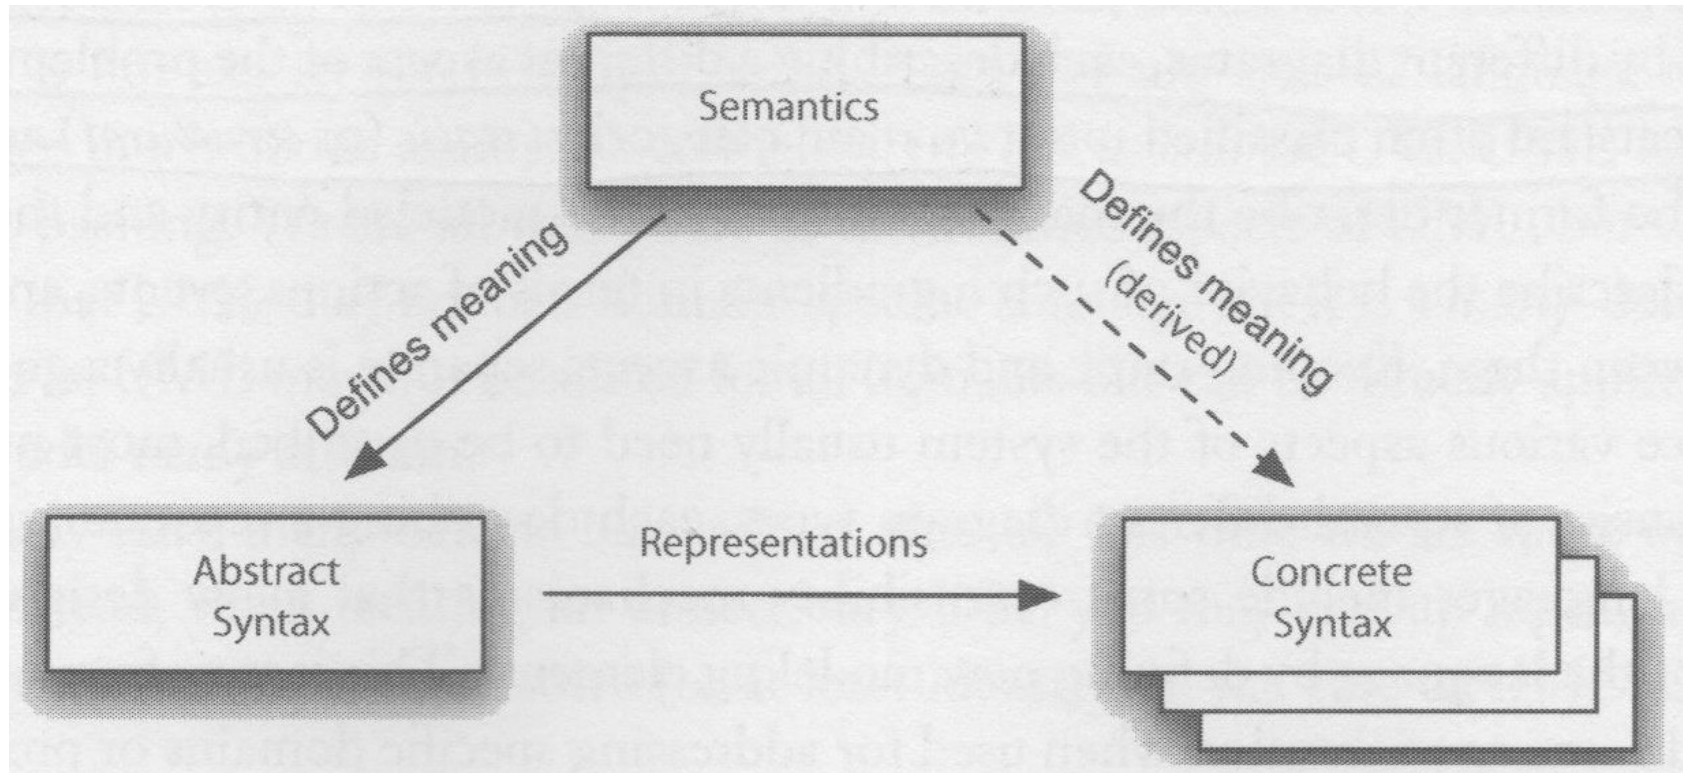 Semantics
Defines meaning
Defines meaning
(derived)
Representations
Abstract
Syntax
Concrete
Syntax